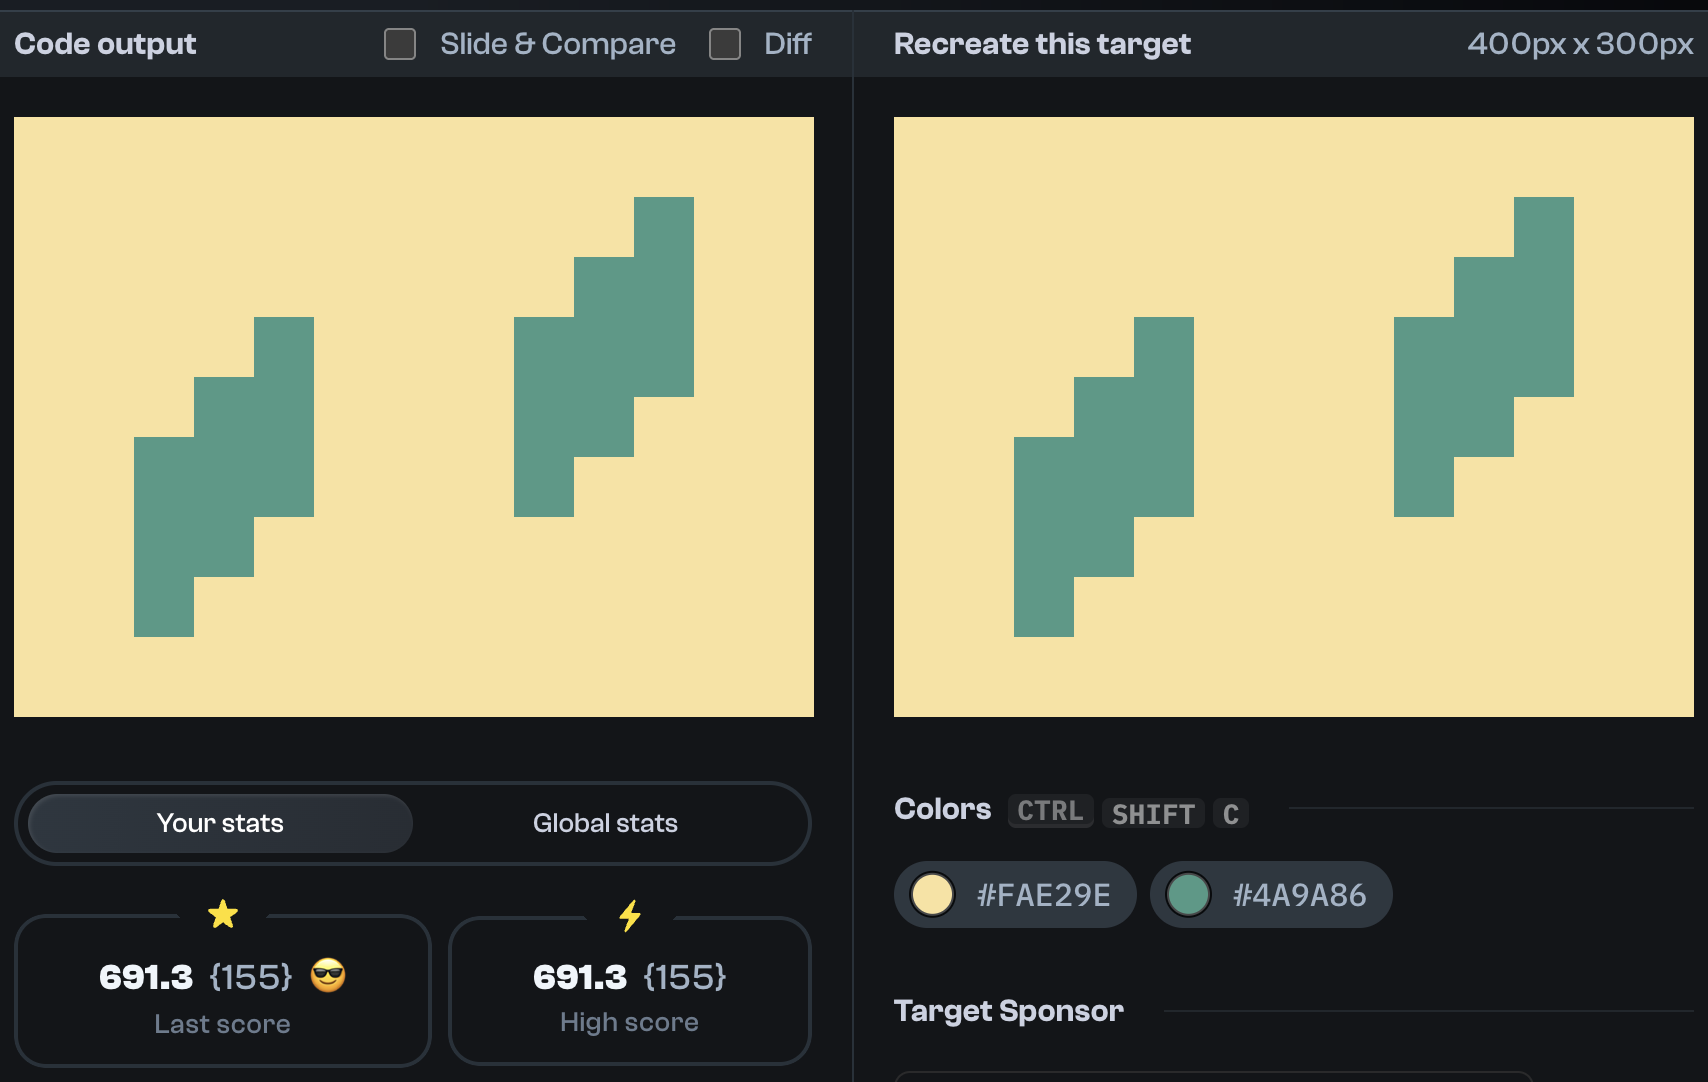 Code output
Slide & Compare
Diff
Recreate this target
400px x 300px
Your stats
Global stats
691.3 {155} 😎
Last score
691.3 {155}
High score
Colors CTRL SHIFT C
#FAE29E
#4A9A86
Target Sponsor